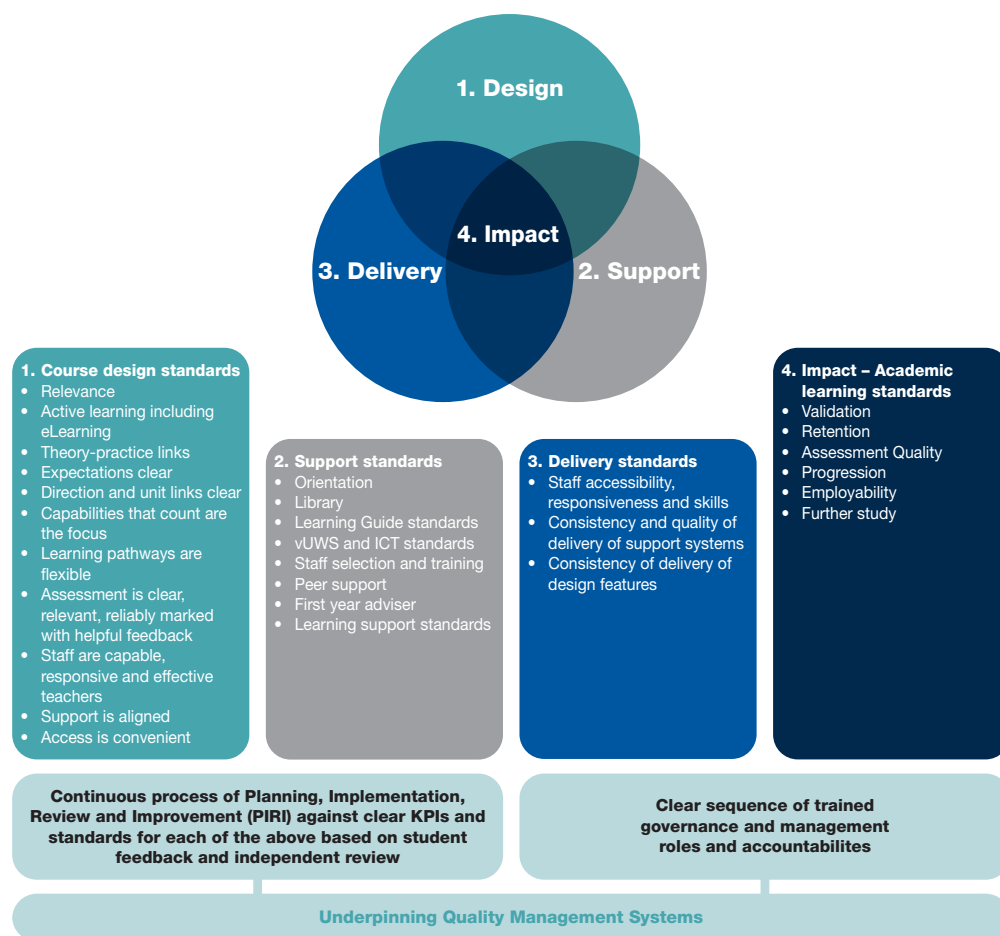 1. Design
4. Impact
3. Delivery
2. Support
1. Course design standards
• Relevance
• Active learning including
eLearning
• Theory-practice links
• Expectations clear
• Direction and unit links clear
• Capabilities that count are
the focus
• Learning pathways are
flexible
• Assessment is clear,
relevant, reliably marked
with helpful feedback
• Staff are capable,
responsive and effective
teachers
• Support is aligned
• Access is convenient
2. Support standards
• Orientation
• Library
• Learning Guide standards
• vUWS and ICT standards
• Staff selection and training
• Peer support
• First year adviser
• Learning support standards
3. Delivery standards
• Staff accessibility,
responsiveness and skills
• Consistency and quality of
delivery of support systems
• Consistency of delivery of
design features
4. Impact – Academic
learning standards
• Validation
• Retention
• Assessment Quality
• Progression
• Employability
• Further study
Continuous process of Planning, Implementation,
Review and Improvement (PIRI) against clear KPIs and
standards for each of the above based on student
feedback and independent review
Clear sequence of trained
governance and management
roles and accountabilites
Underpinning Quality Management Systems